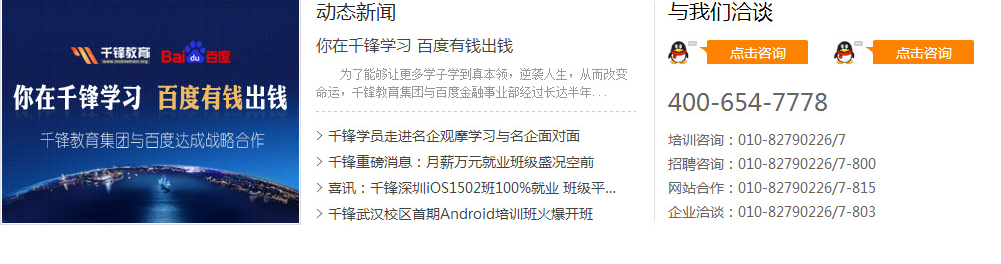 千锋教育
www.mobiletrain.org
Bai du 百度
你在千锋学习 百度有钱出钱
千锋教育集团与百度达成战略合作
动态新闻
你在千锋学习 百度有钱出钱
为了能够让更多学子学到真本领，逆袭人生，从而改变
命运，千锋教育集团与百度金融事业部经过长达半年...
千锋学员走进名企观摩学习与名企面对面
千锋重磅消息：月薪万元就业班级盛况空前
喜讯：千锋深圳iOS1502班100%就业 班级平...
千锋武汉校区首期Android培训班火爆开班
与我们洽谈
点击咨询 点击咨询
400-654-7778
培训咨询：010-82790226/7
招聘咨询：010-82790226/7-800
网站合作：010-82790226/7-815
企业洽谈：010-82790226/7-803